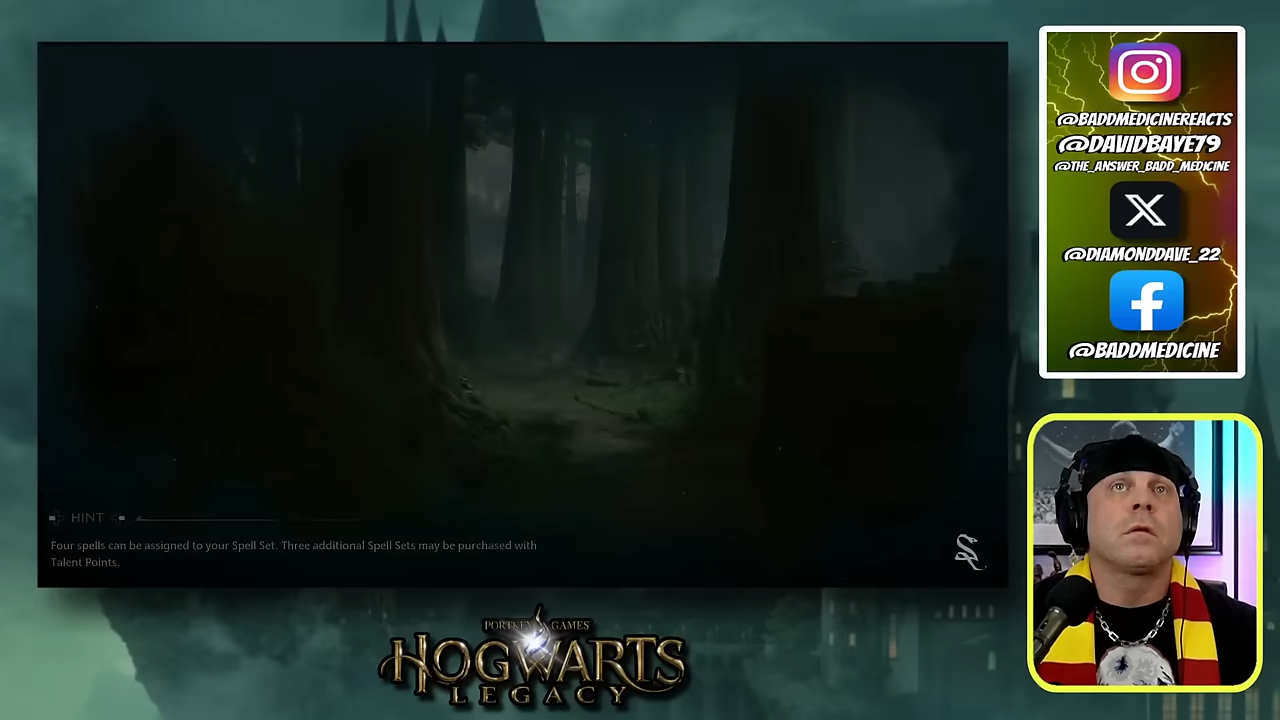 @BADDMEDICINEREACTS
@DAVIDBAYE79
@THE_ANSWER_BADD_MEDICINE
@DIAMONDDAVE_22
@BADDMEDICINE
HINT
Four spells can be assigned to your Spell Set. Three additional Spell Sets may be purchased with
Talent Points.
PORTKEY GAMES
HOGWARTS
LEGACY